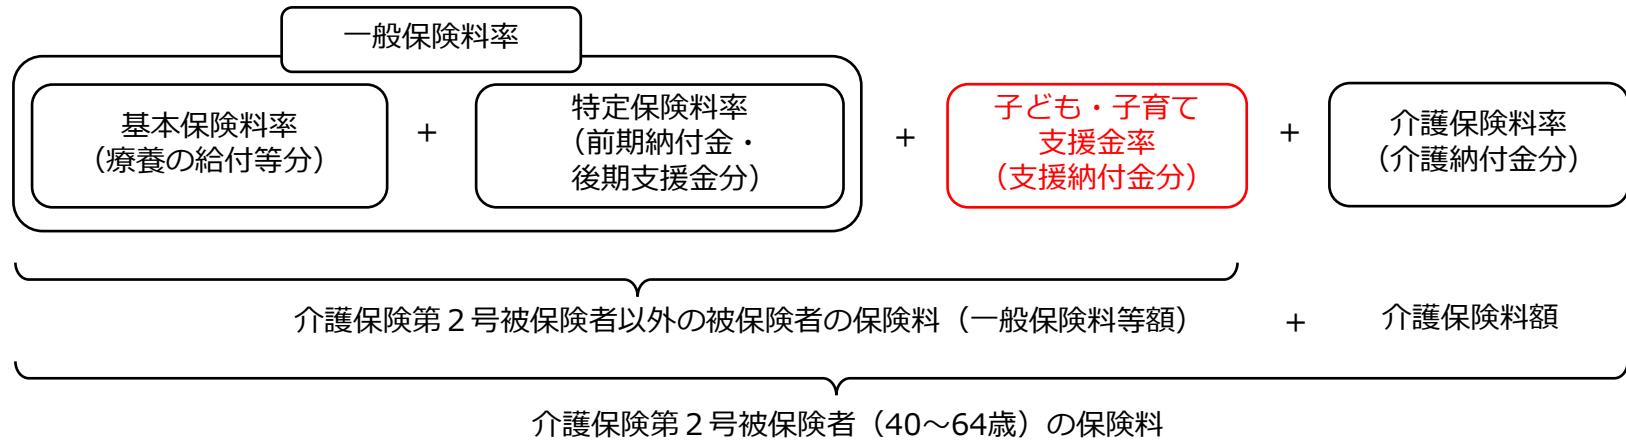 一般保険料率
基本保険料率
（療養の給付等分）
+
特定保険料率
（前期納付金・
後期支援金分）
+
子ども・子育て
支援金率
（支援納付金分）
+
介護保険料率
（介護納付金分）
介護保険第２号被保険者以外の被保険者の保険料（一般保険料等額）
+
介護保険料額
介護保険第２号被保険者（40～64歳）の保険料